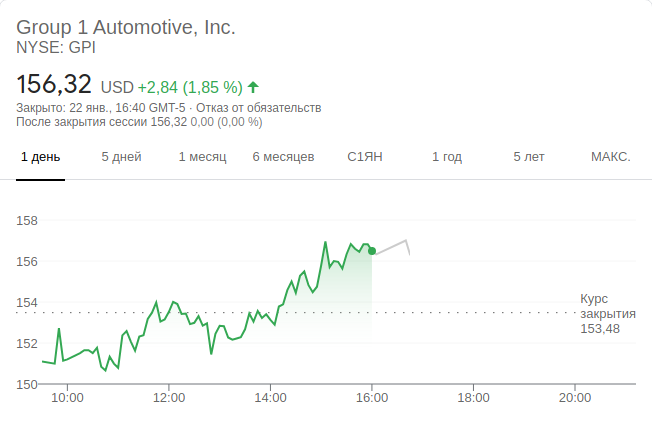 Group 1 Automotive, Inc.
NYSE: GPI
156,32 USD +2,84 (1,85 %)
Закрыто: 22 янв., 16:40 GMT-5 · Отказ от обязательств
После закрытия сессии 156,32 0,00 (0,00 %)
1 день 5 дней 1 месяц 6 месяцев С1ЯН 1 год 5 лет МАКС.
158
156
154
152
150
Курс
закрытия
153,48
10:00 12:00 14:00 16:00 18:00 20:00